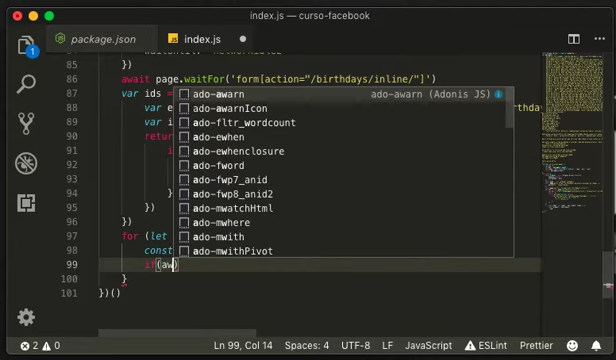 index.js — curso-facebook
package.json
JS index.js
1
86 })
86 await page.waitFor('form[action="/birthdays/inline/"]')
87 var ids =
88 var e birthd
89 var i
90 return
91 i
92
93
94 }
95 })
96 })
97 for (let
98 const
99 if(aw)
100 }
101 })()
ado-awarn ado-awarn (Adonis JS)
ado-awarnIcon
ado-fltr_wordcount
ado-ewhen
ado-ewhenclosure
ado-fword
ado-fwp7_anid
ado-fwp8_anid2
ado-mwatchHtml
ado-mwhere
ado-mwith
ado-mwithPivot
2 0 Ln 99, Col 14 Spaces: 4 UTF-8 LF JavaScript ESLint Prettier